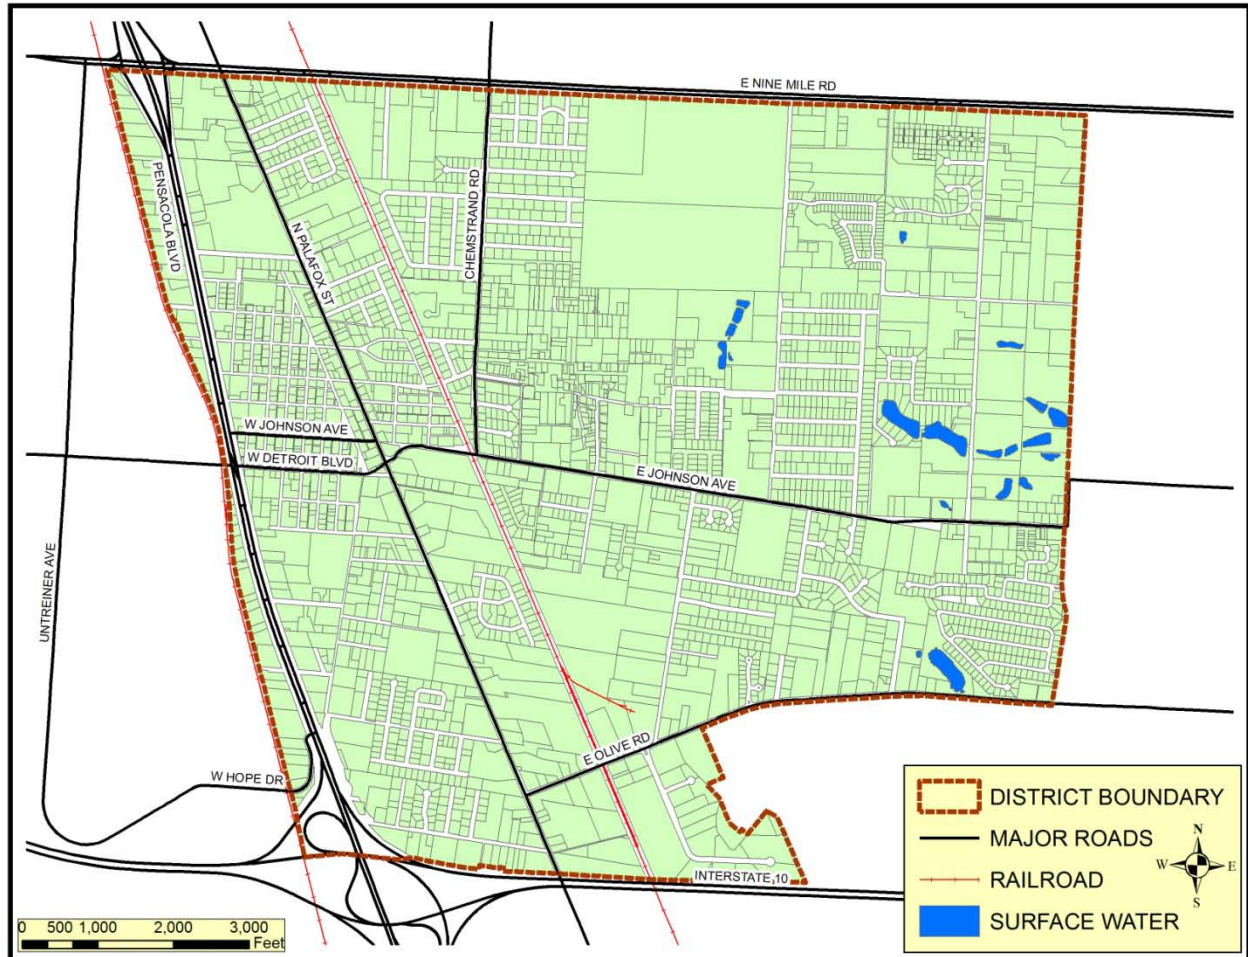 E NINE MILE RD
PENSACOLA BLVD
N PALAFOX ST
CHEMSTRAND RD
W JOHNSON AVE
W DETROIT BLVD
E JOHNSON AVE
UNTREINER AVE
E OLIVE RD
W HOPE DR
INTERSTATE 10
DISTRICT BOUNDARY
MAJOR ROADS
RAILROAD
SURFACE WATER
N
W E
S
0 500 1,000 2,000 3,000
Feet